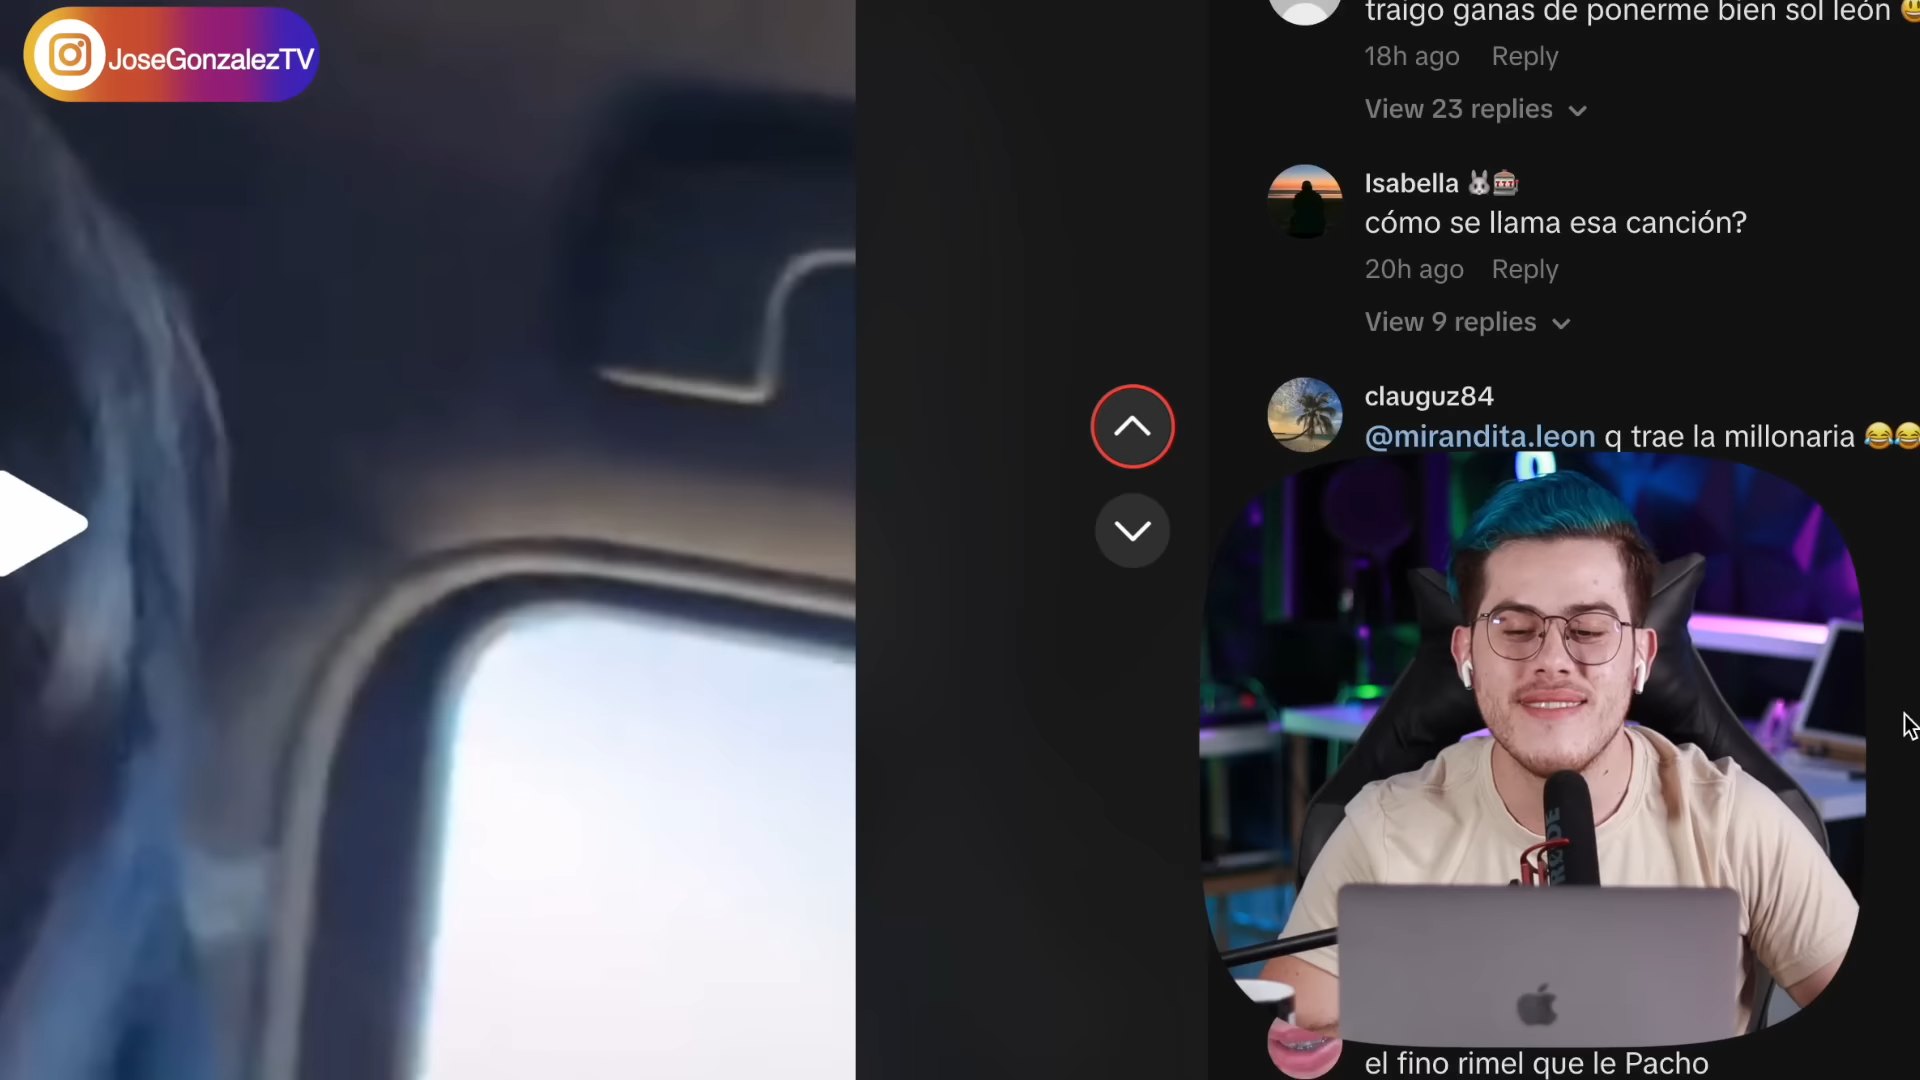 JoseGonzalezTV
traigo ganas de ponerme bien sol león 😃
18h ago Reply
View 23 replies
Isabella 🐰🎰
cómo se llama esa canción?
20h ago Reply
View 9 replies
clauguz84
@mirandita.leon q trae la millonaria 😂😂
RØDE
el fino rimel que le Pacho